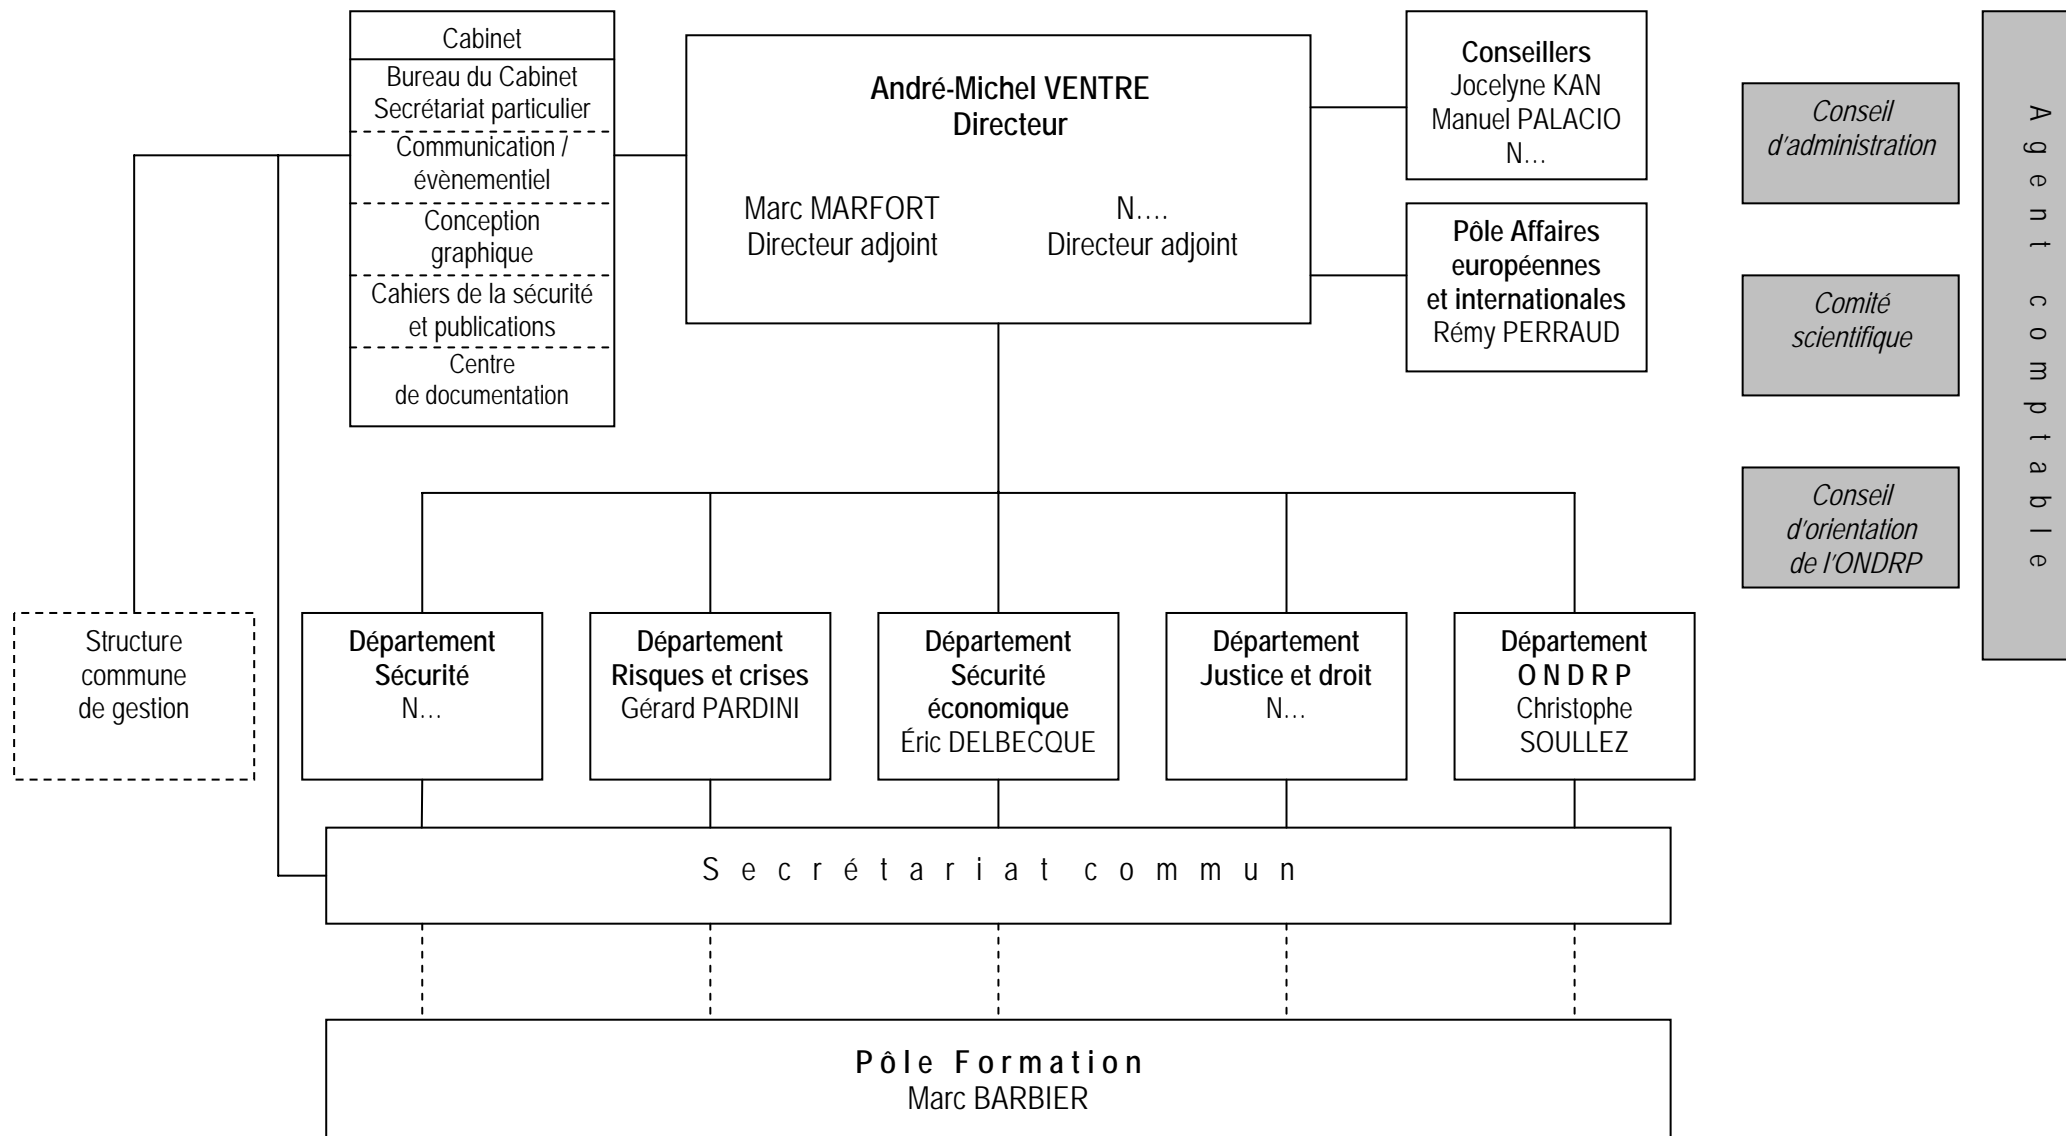 Cabinet
Bureau du Cabinet
Secrétariat particulier
Communication /
évènementiel
Conception
graphique
Cahiers de la sécurité
et publications
Centre
de documentation
André-Michel VENTRE
Directeur
Marc MARFORT
Directeur adjoint
N....
Directeur adjoint
Conseillers
Jocelyne KAN
Manuel PALACIO
N...
Pôle Affaires
européennes
et internationales
Rémy PERRAUD
Conseil
d'administration
Comité
scientifique
Conseil
d'orientation
de l'ONDRP
Agent comptable
Structure
commune
de gestion
Département
Sécurité
N...
Département
Risques et crises
Gérard PARDINI
Département
Sécurité
économique
Éric DELBECQUE
Département
Justice et droit
N...
Département
O N D R P
Christophe
SOULLEZ
Secrétariat commun
Pôle Formation
Marc BARBIER